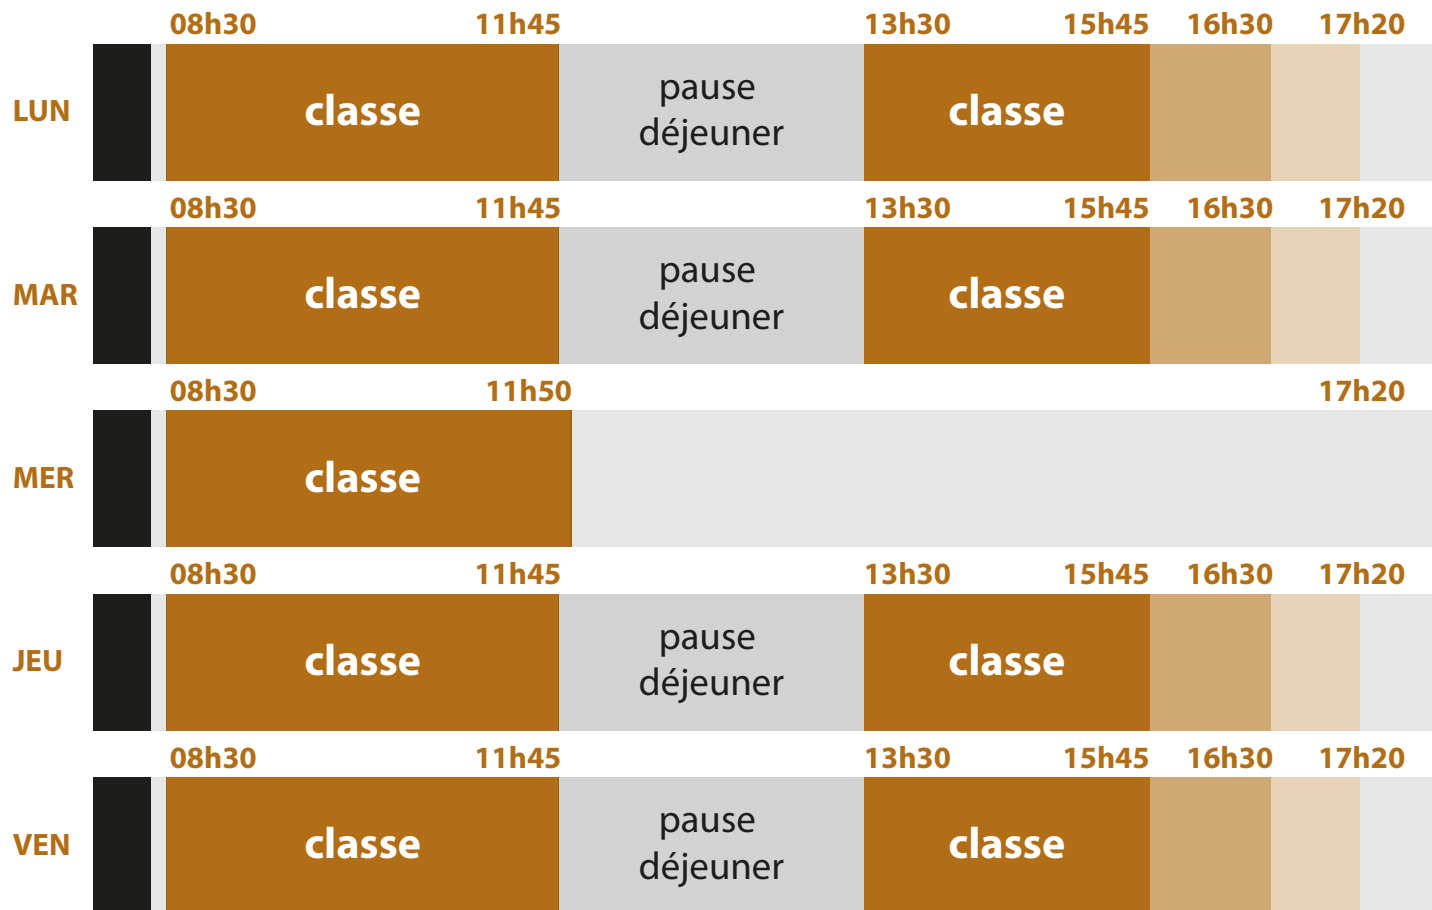 08h30 11h45 13h30 15h45 16h30 17h20
LUN classe pause déjeuner classe
08h30 11h45 13h30 15h45 16h30 17h20
MAR classe pause déjeuner classe
08h30 11h50 17h20
MER classe
08h30 11h45 13h30 15h45 16h30 17h20
JEU classe pause déjeuner classe
08h30 11h45 13h30 15h45 16h30 17h20
VEN classe pause déjeuner classe